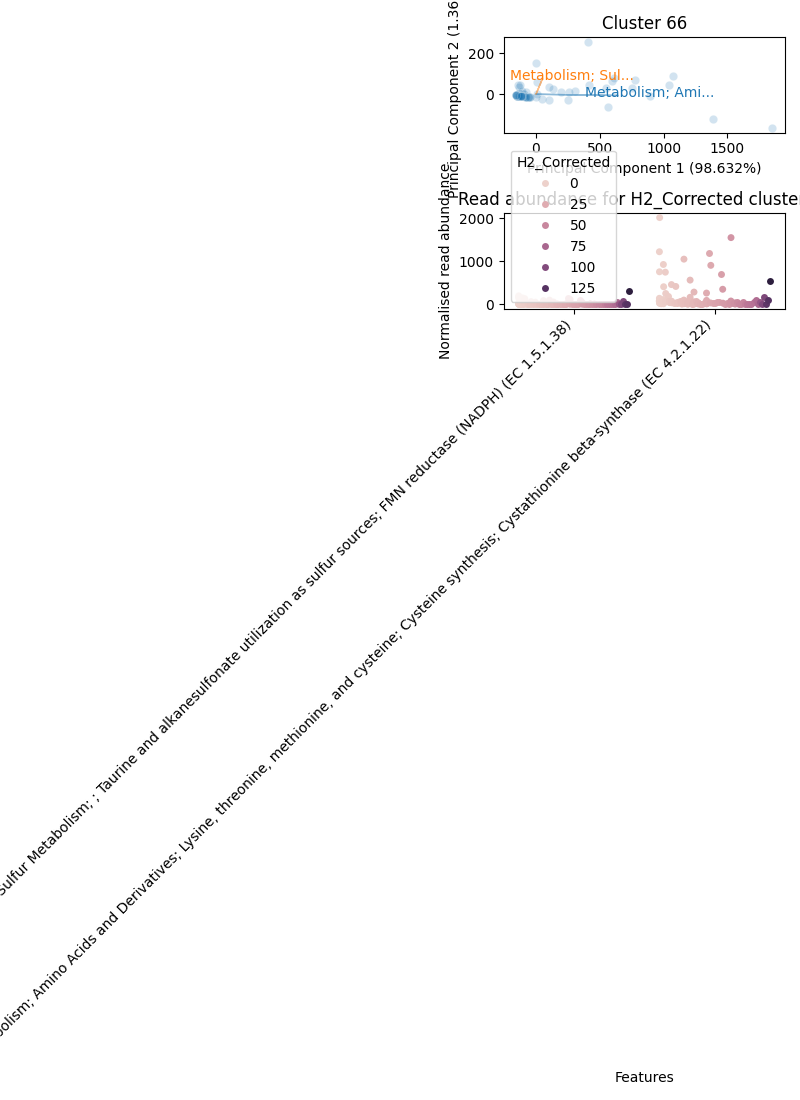 Cluster 66
Principal Component 2 (1.36
200
0
Metabolism; Sul...
Metabolism; Ami...
0
500
1000
1500
Principal Component 1 (98.632%)
Read abundance for H2_Corrected cluster
Normalised read abundance
2000
1000
0
H2_Corrected
0
25
50
75
100
125
Sulfur Metabolism; ; Taurine and alkanesulfonate utilization as sulfur sources; FMN reductase (NADPH) (EC 1.5.1.38)
bolism; Amino Acids and Derivatives; Lysine, threonine, methionine, and cysteine; Cysteine synthesis; Cystathionine beta-synthase (EC 4.2.1.22)
Features